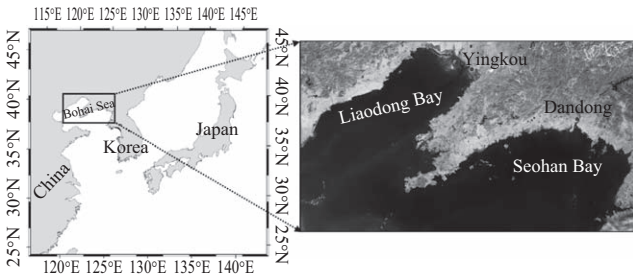 115°E 120°E 125°E 130°E 135°E 140°E 145°E
45°N
40°N
35°N
30°N
25°N
Bohai Sea
Korea
Japan
China
45°N
40°N
35°N
30°N
25°N
120°E 125°E 130°E 135°E 140°E
Yingkou
Liaodong Bay
Dandong
Seohan Bay